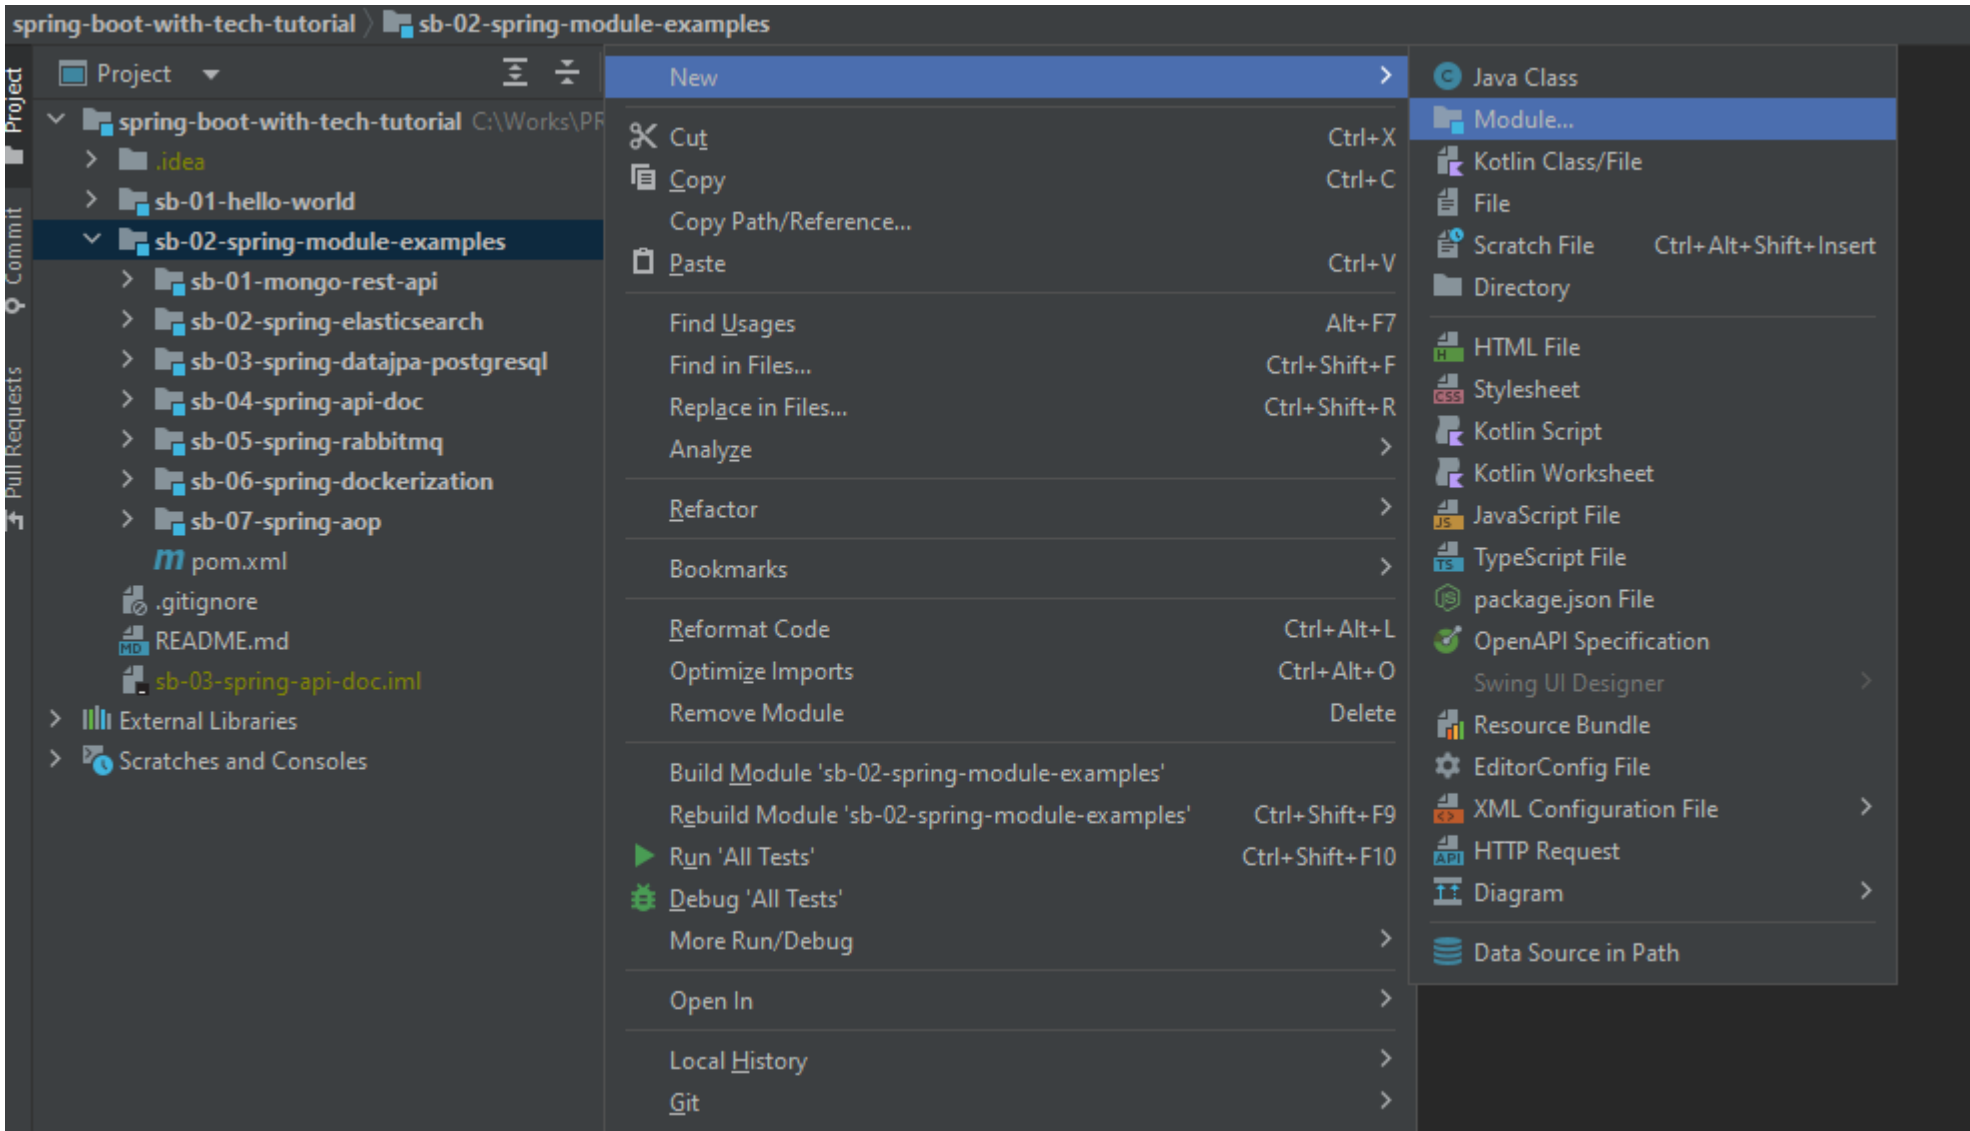 spring-boot-with-tech-tutorial
sb-02-spring-module-examples
Project
Commit
Pull Requests
Project
spring-boot-with-tech-tutorial C:\Works\PR
.idea
sb-01-hello-world
sb-02-spring-module-examples
sb-01-mongo-rest-api
sb-02-spring-elasticsearch
sb-03-spring-datajpa-postgresql
sb-04-spring-api-doc
sb-05-spring-rabbitmq
sb-06-spring-dockerization
sb-07-spring-aop
m pom.xml
.gitignore
MD README.md
sb-03-spring-api-doc.iml
External Libraries
Scratches and Consoles
New
Cut Ctrl+X
Copy Ctrl+C
Copy Path/Reference...
Paste Ctrl+V
Find Usages Alt+F7
Find in Files... Ctrl+Shift+F
Replace in Files... Ctrl+Shift+R
Analyze
Refactor
Bookmarks
Reformat Code Ctrl+Alt+L
Optimize Imports Ctrl+Alt+O
Remove Module Delete
Build Module 'sb-02-spring-module-examples'
Rebuild Module 'sb-02-spring-module-examples' Ctrl+Shift+F9
Run 'All Tests' Ctrl+Shift+F10
Debug 'All Tests'
More Run/Debug
Open In
Local History
Git
C Java Class
Module...
Kotlin Class/File
File
Scratch File Ctrl+Alt+Shift+Insert
Directory
H HTML File
CSS Stylesheet
Kotlin Script
Kotlin Worksheet
JS JavaScript File
TS TypeScript File
JS package.json File
OpenAPI Specification
Swing UI Designer
Resource Bundle
EditorConfig File
<> XML Configuration File
API HTTP Request
Diagram
Data Source in Path